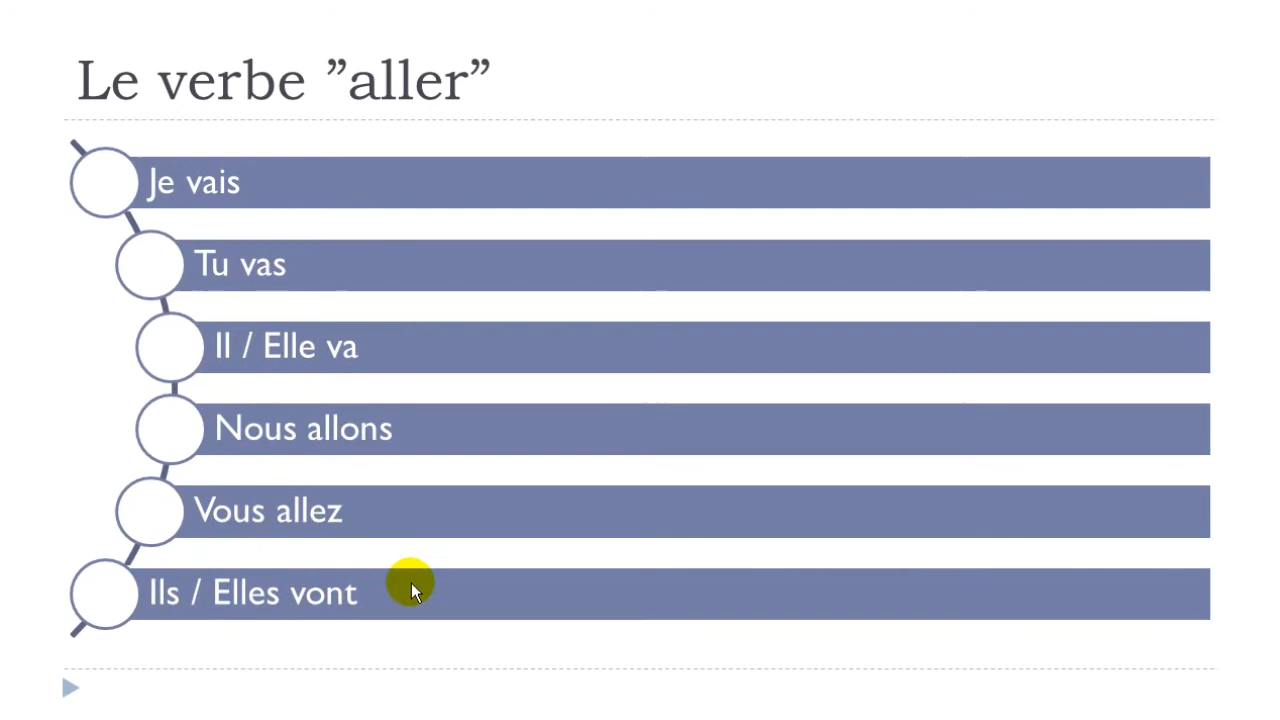 Le verbe ”aller”
Je vais
Tu vas
Il / Elle va
Nous allons
Vous allez
Ils / Elles vont